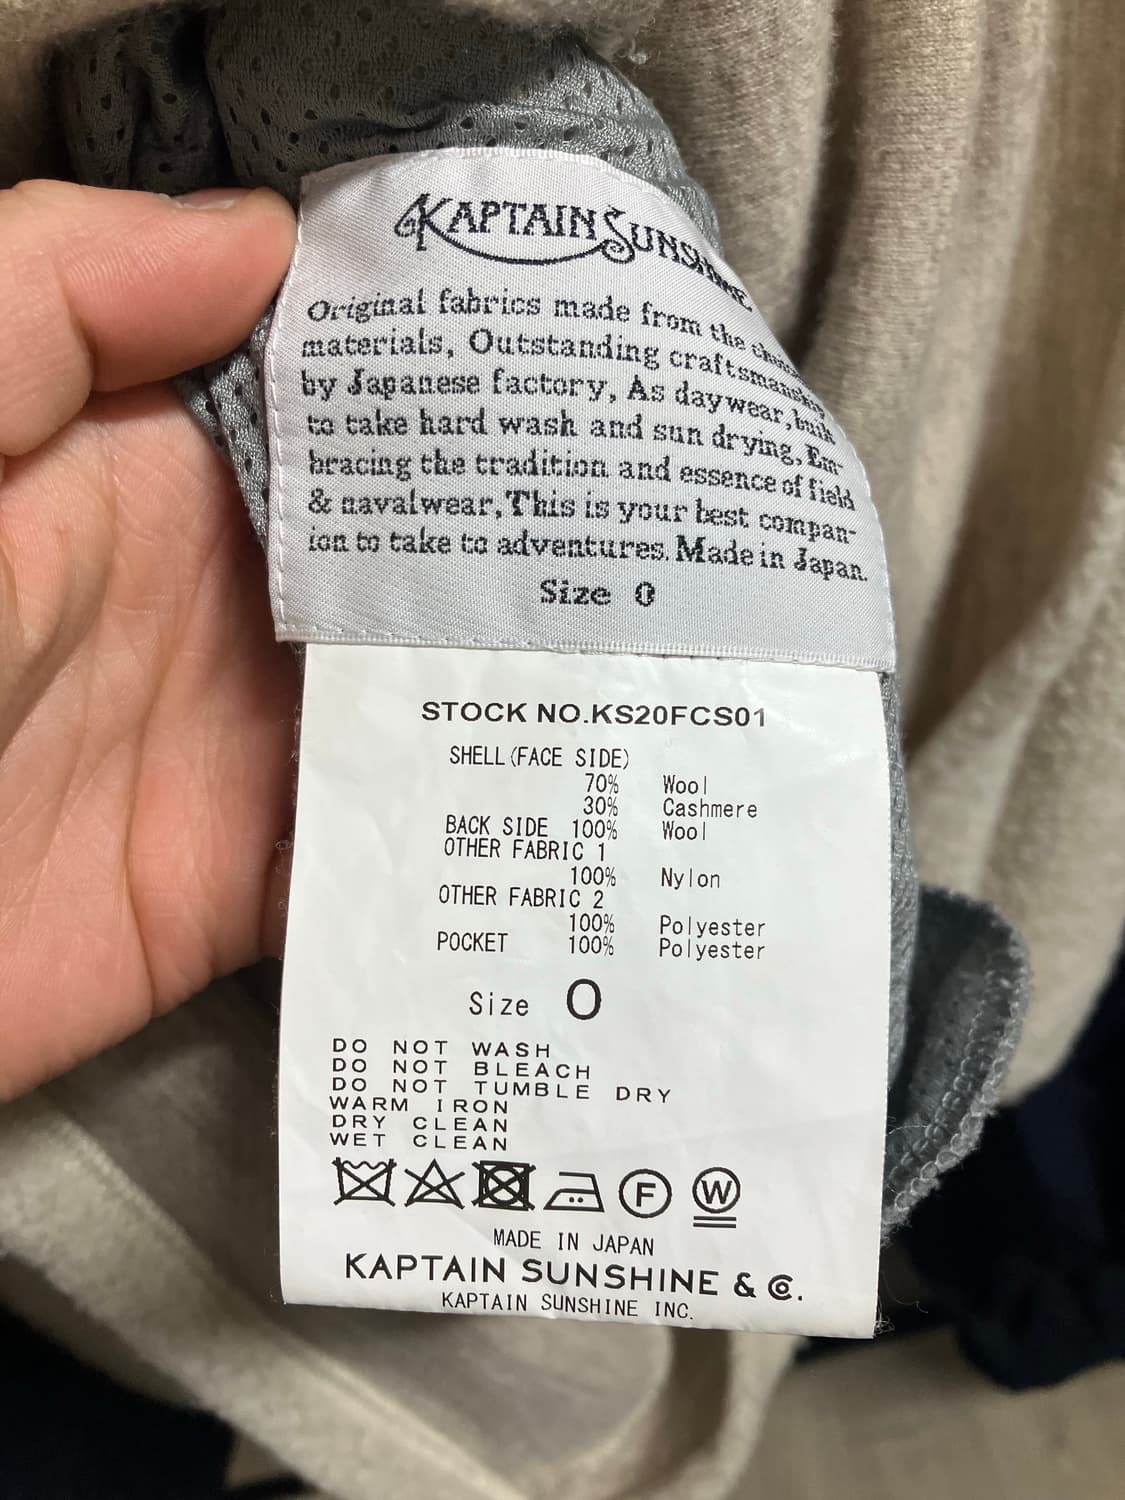 KAPTAIN SUNSHINE
Original fabrics made from the
materials, Outstanding craftsmanship
by Japanese factory, As daywear, built
to take hard wash and sun drying, Em-
bracing the tradition and essence of field
& navalwear, This is your best compan-
ion to take to adventures. Made in Japan.
Size 0
STOCK NO.KS20FCS01
SHELL (FACE SIDE)
70% Wool
30% Cashmere
BACK SIDE 100% Wool
OTHER FABRIC 1
100% Nylon
OTHER FABRIC 2
100% Polyester
POCKET 100% Polyester
Size 0
DO NOT WASH
DO NOT BLEACH
DO NOT TUMBLE DRY
WARM IRON
DRY CLEAN
WET CLEAN
F W
MADE IN JAPAN
KAPTAIN SUNSHINE & Co.
KAPTAIN SUNSHINE INC.